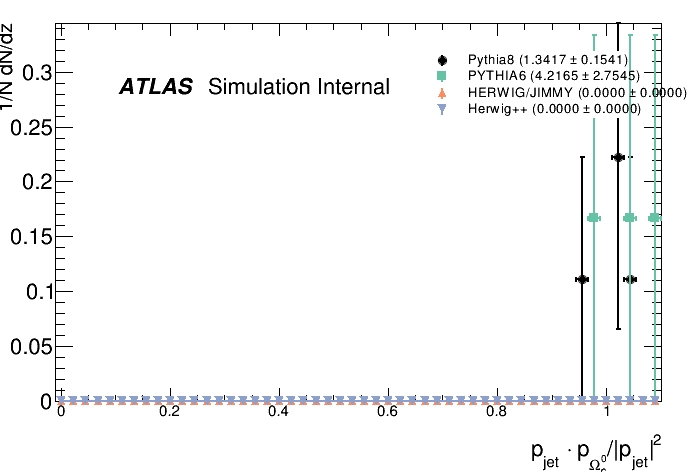 1/N dN/dz
ATLAS Simulation Internal
Pythia8 (1.3417 ± 0.1541)
PYTHIA6 (4.2165 ± 2.7545)
HERWIG/JIMMY (0.0000 ± 0.0000)
Herwig++ (0.0000 ± 0.0000)
0.3
0.25
0.2
0.15
0.1
0.05
0
0 0.2 0.4 0.6 0.8 1
p_jet · p_Ω_c^0/|p_jet|^2